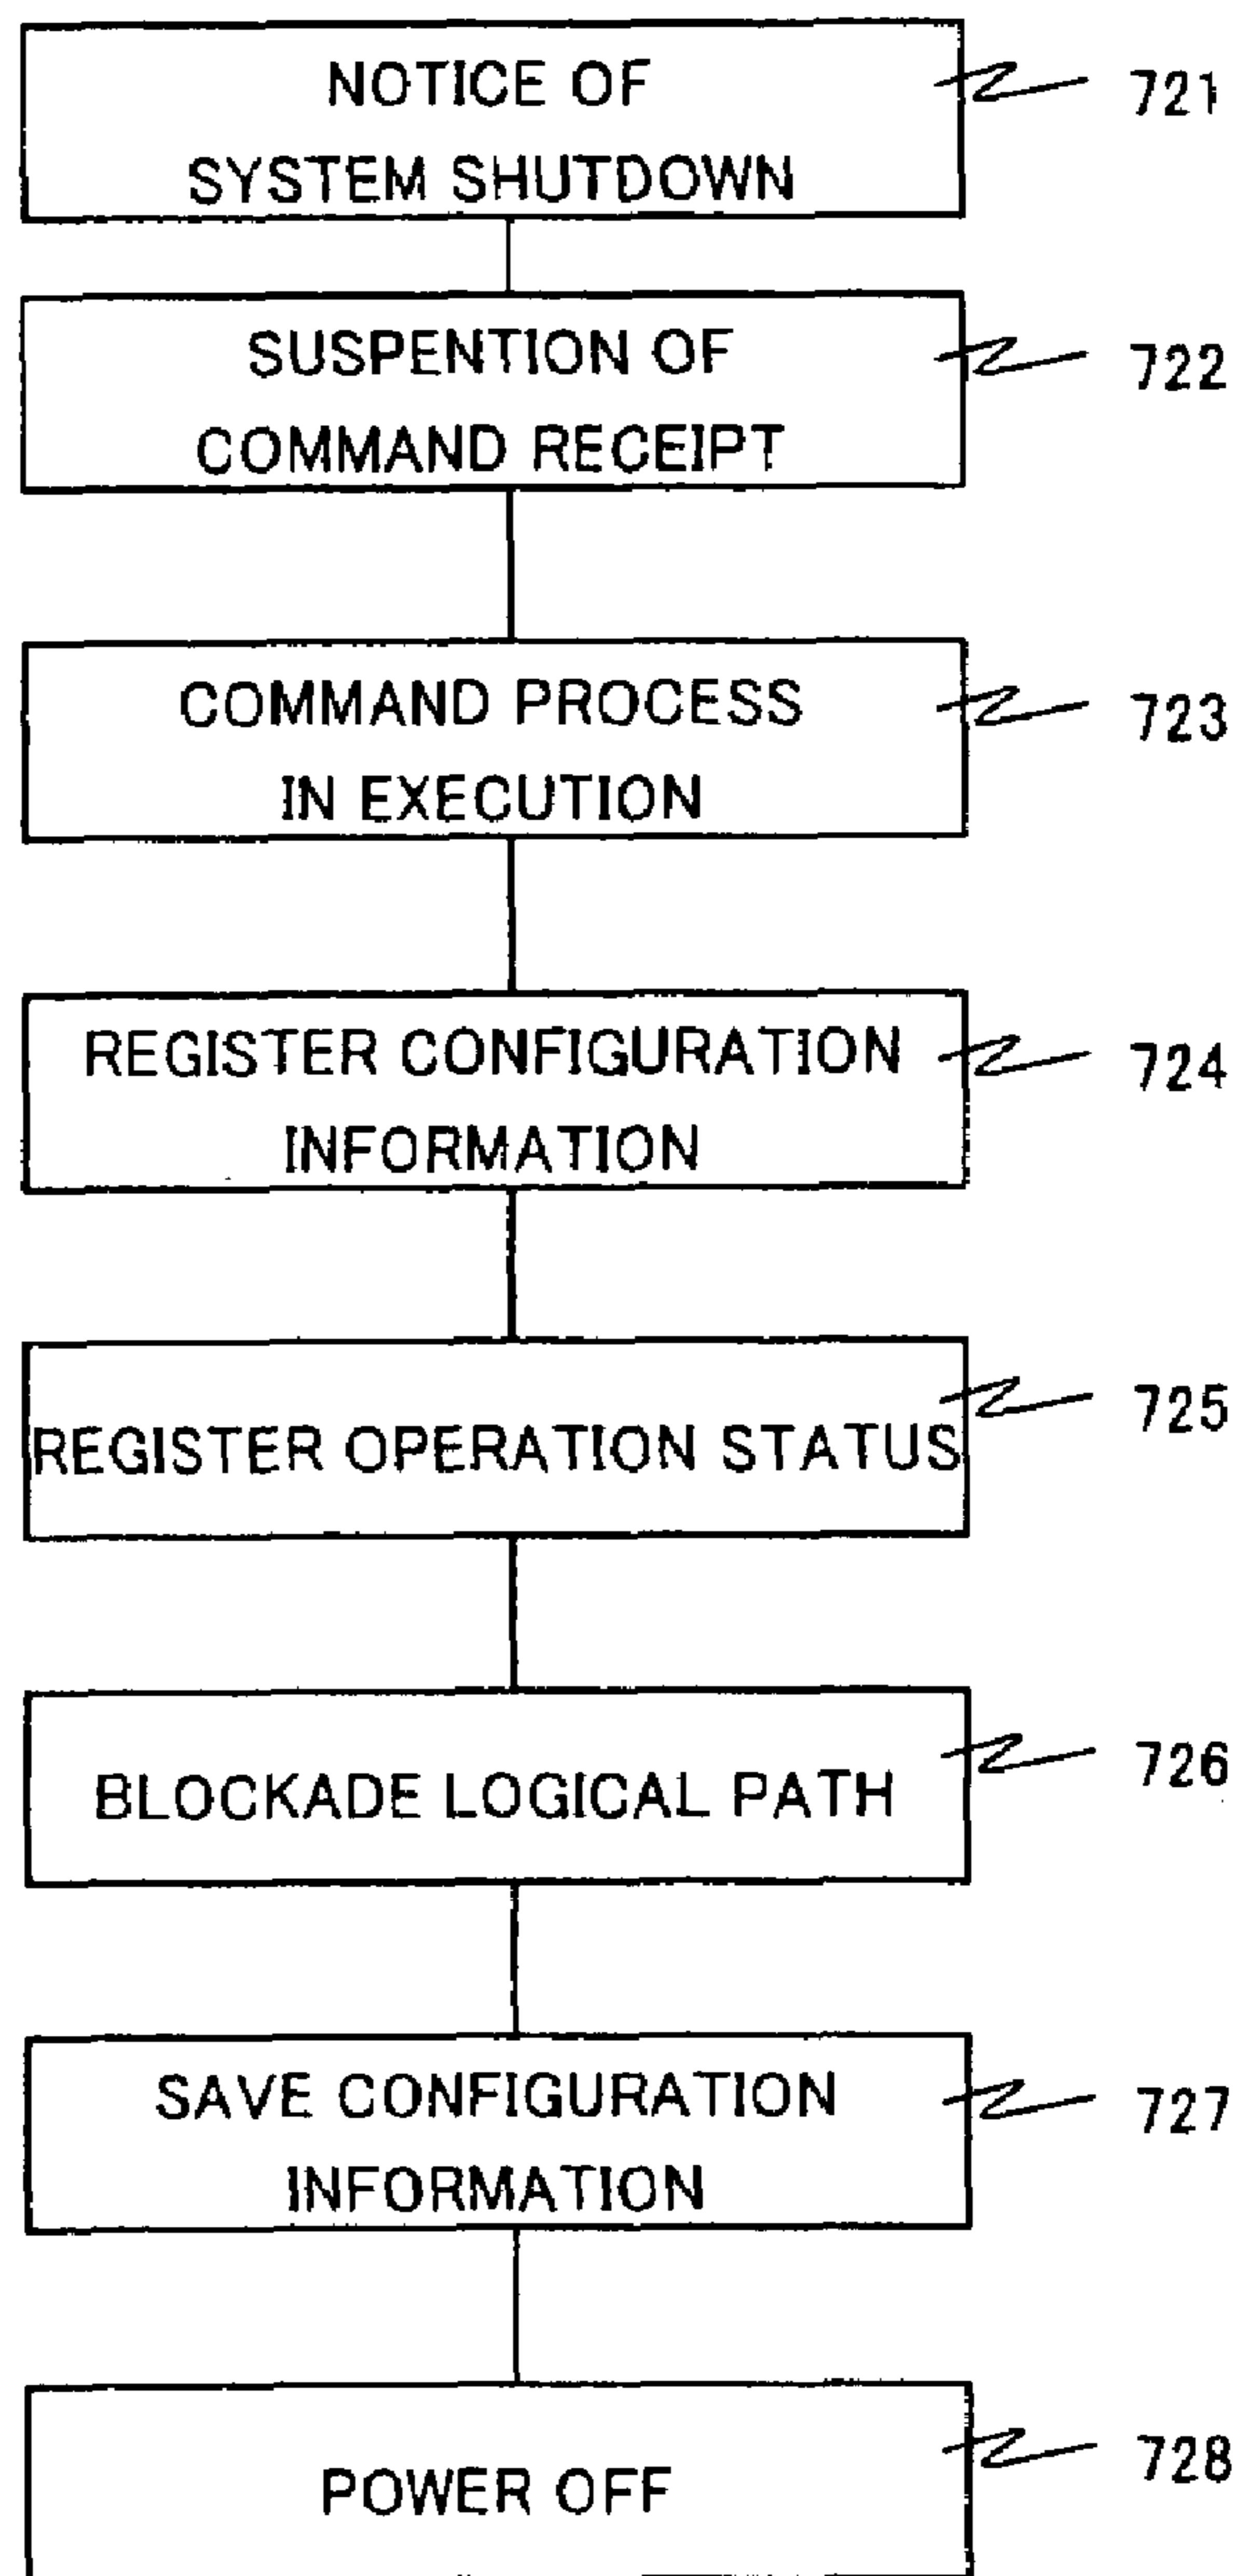 NOTICE OF
SYSTEM SHUTDOWN
721
SUSPENTION OF
COMMAND RECEIPT
722
COMMAND PROCESS
IN EXECUTION
723
REGISTER CONFIGURATION
INFORMATION
724
REGISTER OPERATION STATUS
725
BLOCKADE LOGICAL PATH
726
SAVE CONFIGURATION
INFORMATION
727
POWER OFF
728